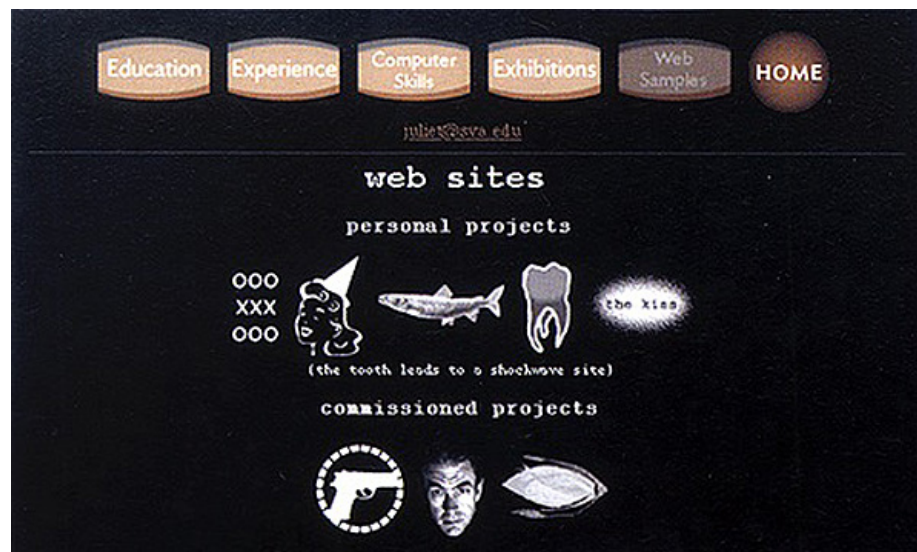 Education Experience Computer Skills Exhibitions Web Samples HOME
juliet@sva.edu
web sites
personal projects
OOO
XXX
OOO
the kiss
(the tooth leads to a shockwave site)
commissioned projects